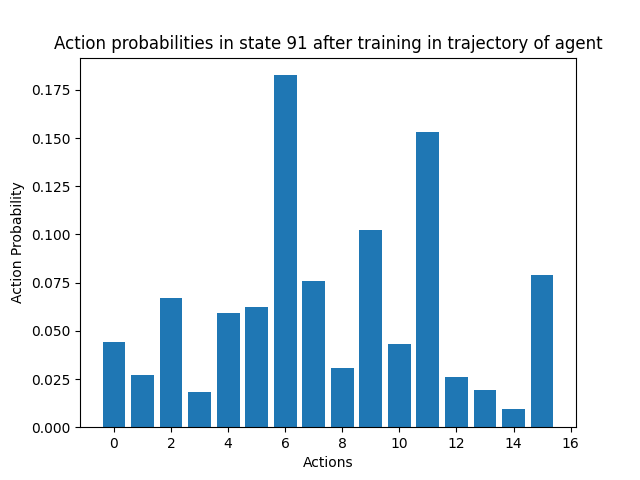 Action probabilities in state 91 after training in trajectory of agent
0.175
0.150
0.125
0.100
0.075
0.050
0.025
0.000
Action Probability
0 2 4 6 8 10 12 14 16
Actions